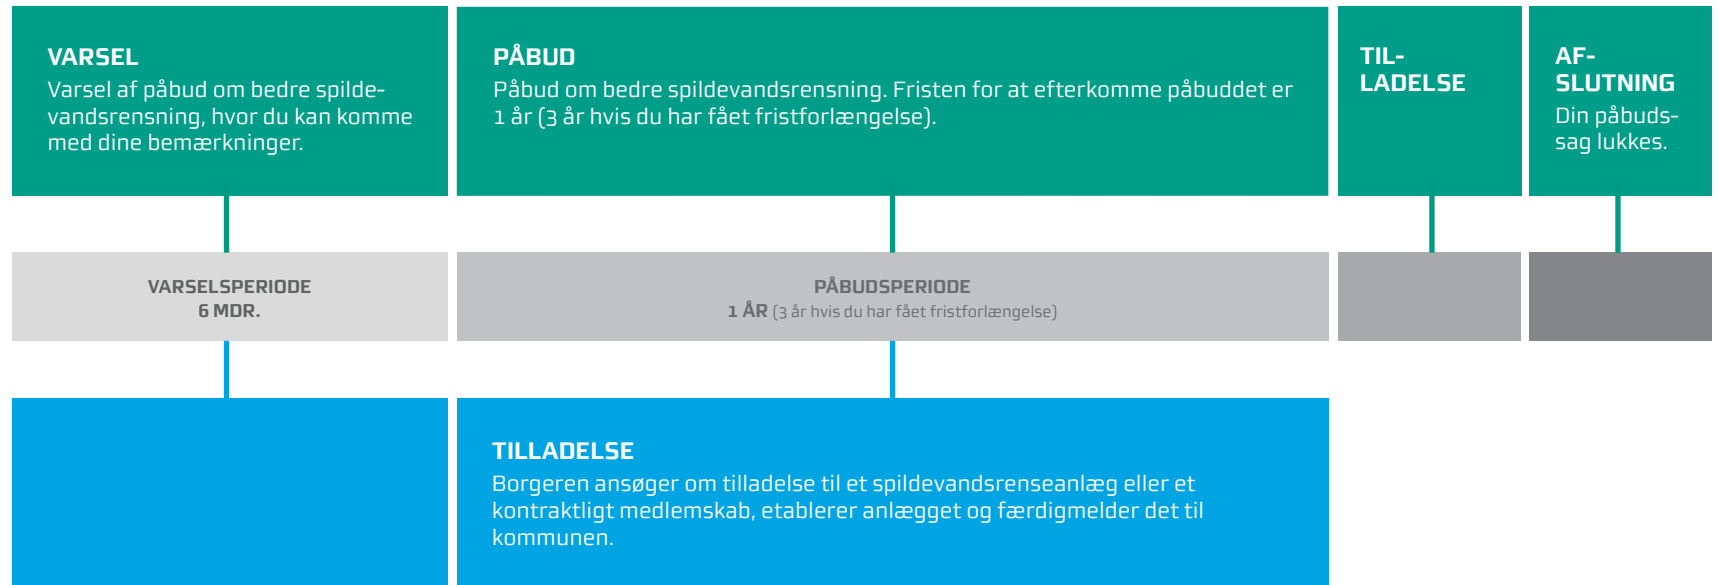 VARSEL
Varsel af påbud om bedre spilde-
vandsrensning, hvor du kan komme
med dine bemærkninger.
PÅBUD
Påbud om bedre spildevandsrensning. Fristen for at efterkomme påbuddet er
1 år (3 år hvis du har fået fristforlængelse).
TIL-
LADELSE
AF-
SLUTNING
Din påbuds-
sag lukkes.
VARSELSPERIODE
6 MDR.
PÅBUDSPERIODE
1 ÅR (3 år hvis du har fået fristforlængelse)
TILLADELSE
Borgeren ansøger om tilladelse til et spildevandsrenseanlæg eller et
kontraktligt medlemskab, etablerer anlægget og færdigmelder det til
kommunen.